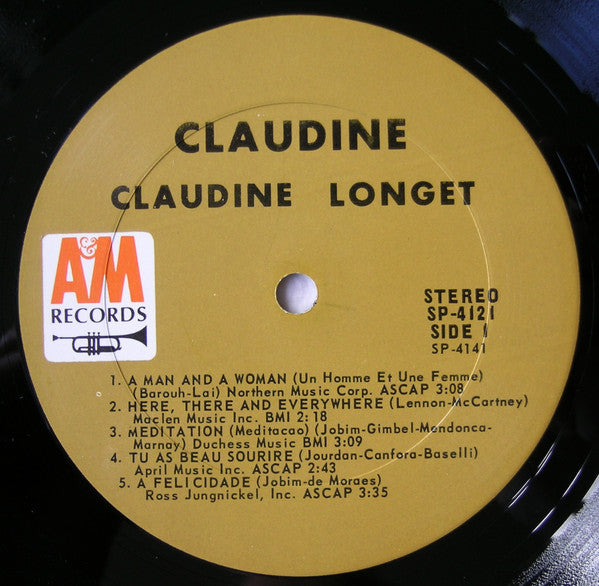 CLAUDINE
CLAUDINE LONGET
A&M
RECORDS
STEREO
SP-4121
SIDE 1
SP-4141
1. A MAN AND A WOMAN (Un Homme Et Une Femme)
(Barouh-Lai) Northern Music Corp. ASCAP 3:08
2. HERE, THERE AND EVERYWHERE (Lennon-McCartney)
Maclen Music Inc. BMI 2:18
3. MEDITATION (Meditacao) (Jobim-Gimbel-Mendonca-
Marnay) Duchess Music BMI 3:09
4. TU AS BEAU SOURIRE (Jourdan-Canfora-Baselli)
April Music Inc. ASCAP 2:43
5. A FELICIDADE (Jobim-de Moraes)
Ross Jungnickel, Inc. ASCAP 3:35